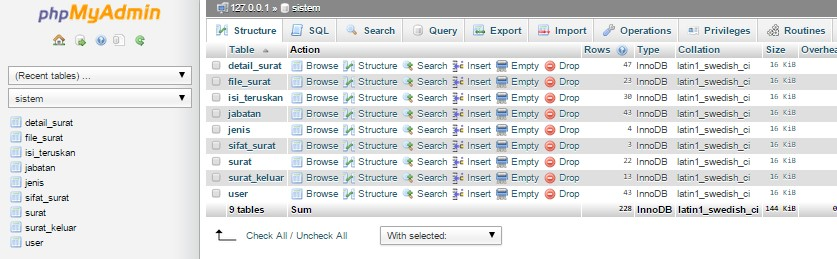 phpMyAdmin
(Recent tables) ...
sistem
detail_surat
file_surat
isi_teruskan
jabatan
jenis
sifat_surat
surat
surat_keluar
user
127.0.0.1 » sistem
Structure SQL Search Query Export Import Operations Privileges Routines
Table Action Rows Type Collation Size Overhea
detail_surat Browse Structure Search Insert Empty Drop 47 InnoDB latin1_swedish_ci 16 KiB
file_surat Browse Structure Search Insert Empty Drop 23 InnoDB latin1_swedish_ci 16 KiB
isi_teruskan Browse Structure Search Insert Empty Drop 30 InnoDB latin1_swedish_ci 16 KiB
jabatan Browse Structure Search Insert Empty Drop 43 InnoDB latin1_swedish_ci 16 KiB
jenis Browse Structure Search Insert Empty Drop 4 InnoDB latin1_swedish_ci 16 KiB
sifat_surat Browse Structure Search Insert Empty Drop 3 InnoDB latin1_swedish_ci 16 KiB
surat Browse Structure Search Insert Empty Drop 22 InnoDB latin1_swedish_ci 16 KiB
surat_keluar Browse Structure Search Insert Empty Drop 13 InnoDB latin1_swedish_ci 16 KiB
user Browse Structure Search Insert Empty Drop 43 InnoDB latin1_swedish_ci 16 KiB
9 tables Sum 228 InnoDB latin1_swedish_ci 144 KiB 0
Check All / Uncheck All With selected: